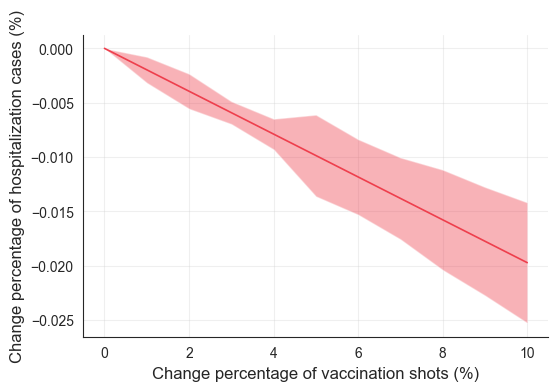 Change percentage of hospitalization cases (%)
0.000
−0.005
−0.010
−0.015
−0.020
−0.025
0 2 4 6 8 10
Change percentage of vaccination shots (%)